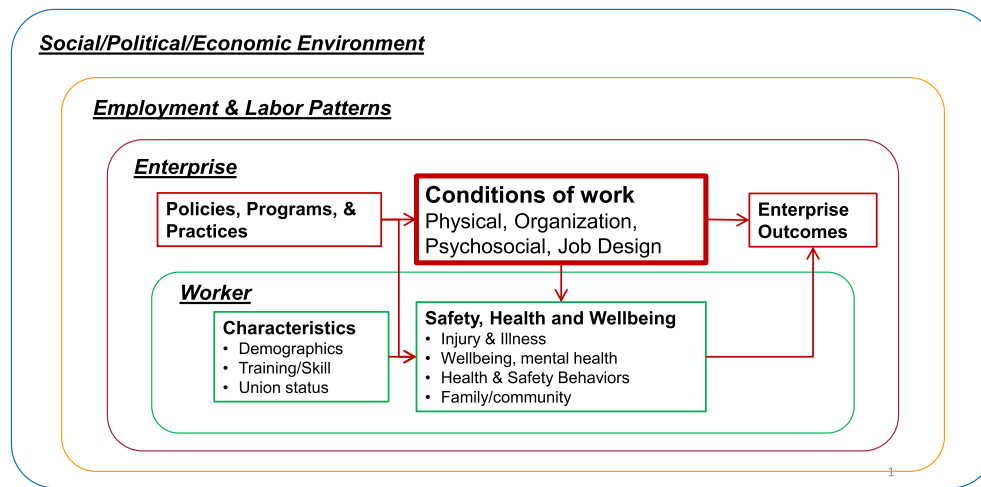 Social/Political/Economic Environment
Employment & Labor Patterns
Enterprise
Policies, Programs, &
Practices
Conditions of work
Physical, Organization,
Psychosocial, Job Design
Enterprise
Outcomes
Worker
Characteristics
• Demographics
• Training/Skill
• Union status
Safety, Health and Wellbeing
• Injury & Illness
• Wellbeing, mental health
• Health & Safety Behaviors
• Family/community
1